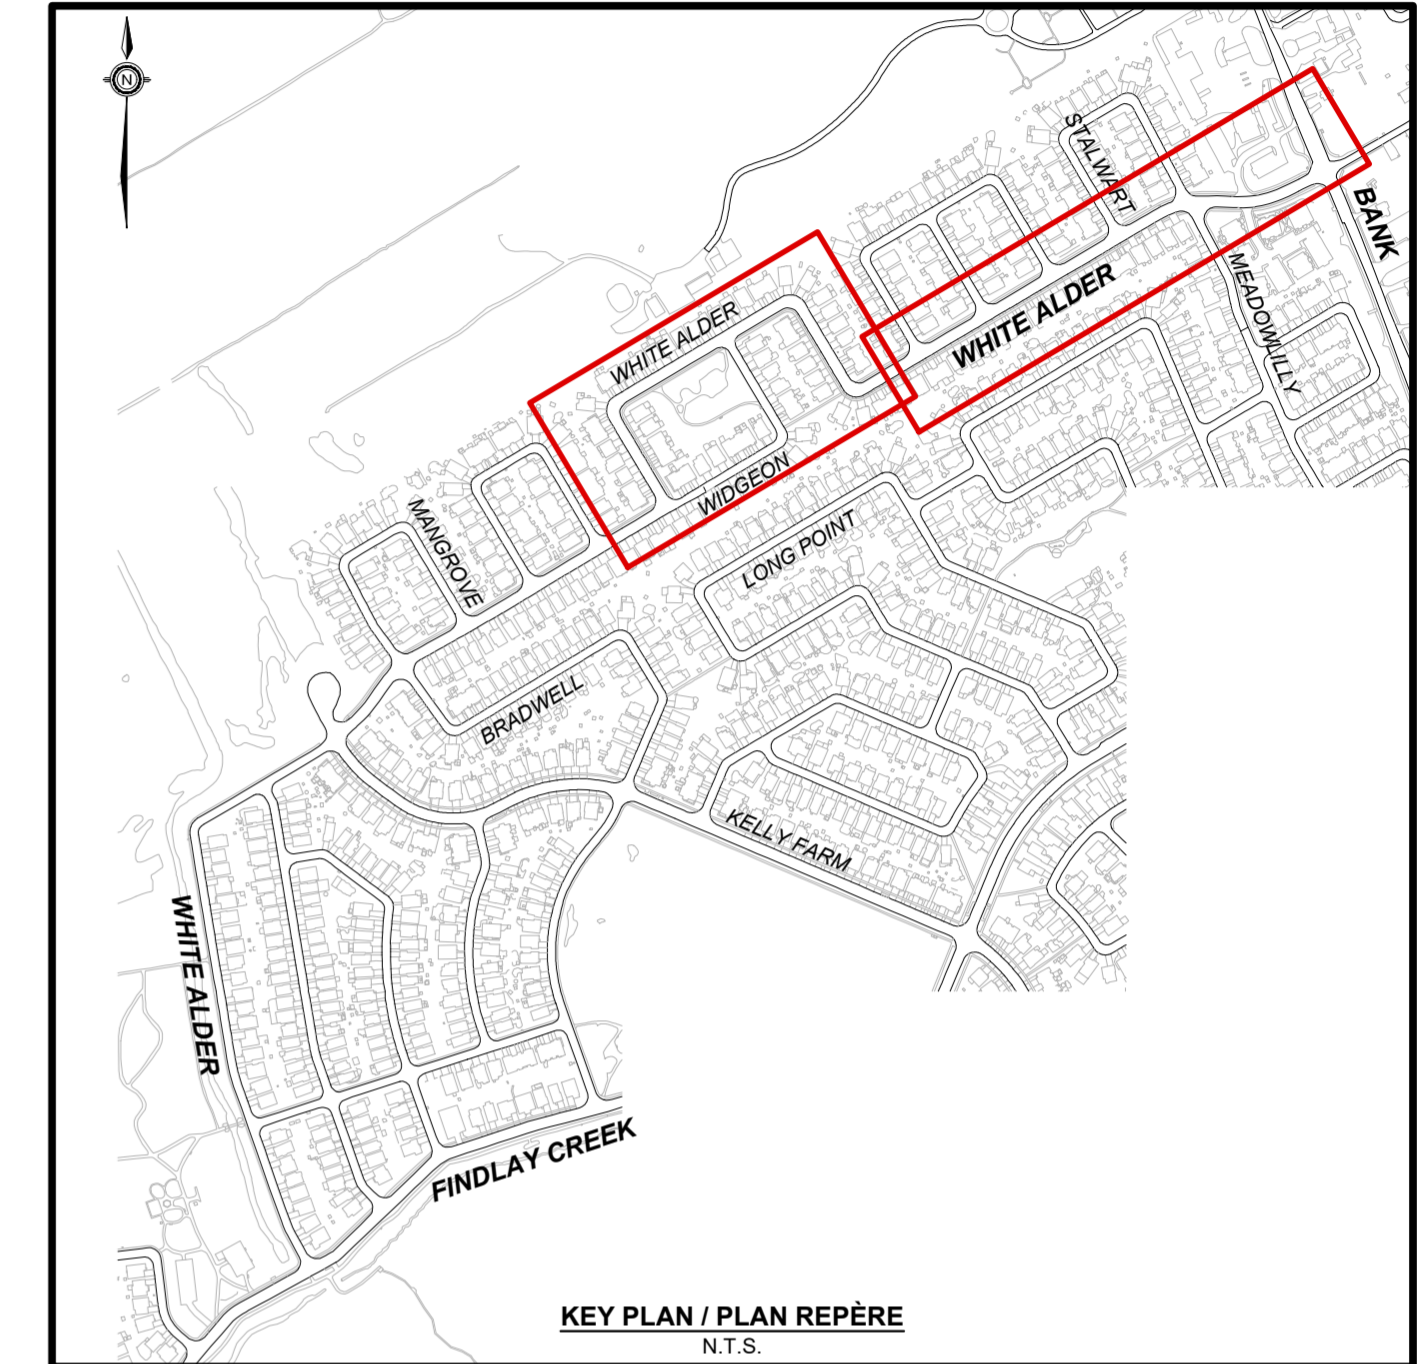 N
STALWART
BANK
WHITE ALDER
MEADOWLILLY
WHITE ALDER
WIDGEON
MANGROVE
LONG POINT
BRADWELL
KELLY FARM
WHITE ALDER
FINDLAY CREEK
KEY PLAN / PLAN REPÈRE
N.T.S.